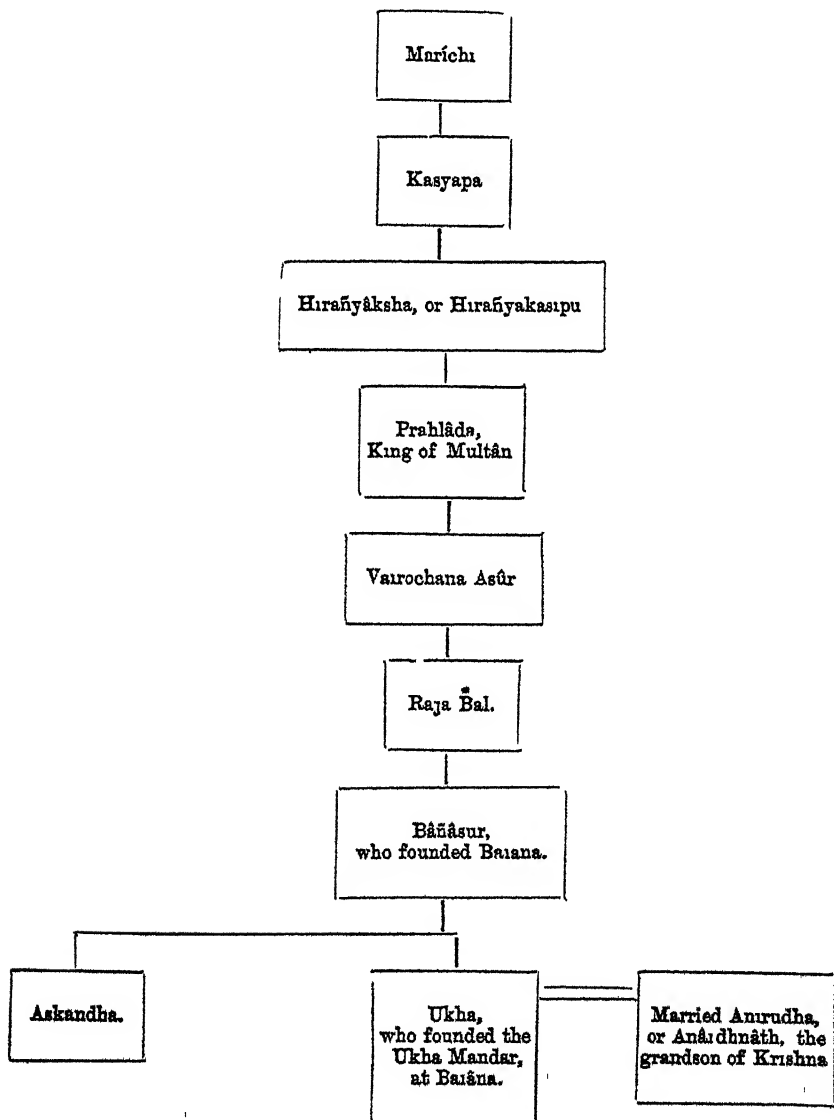 Maríchi
Kasyapa
Hirañyâksha, or Hirañyakasipu
Prahlâda,
King of Multân
Vairochana Asûr
Raja Bal.
Bâñâsur,
who founded Baiana.
Askandha.
Ukha,
who founded the
Ukha Mandar,
at Baiâna.
Married Anirudha,
or Anâidhnâth, the
grandson of Krishna